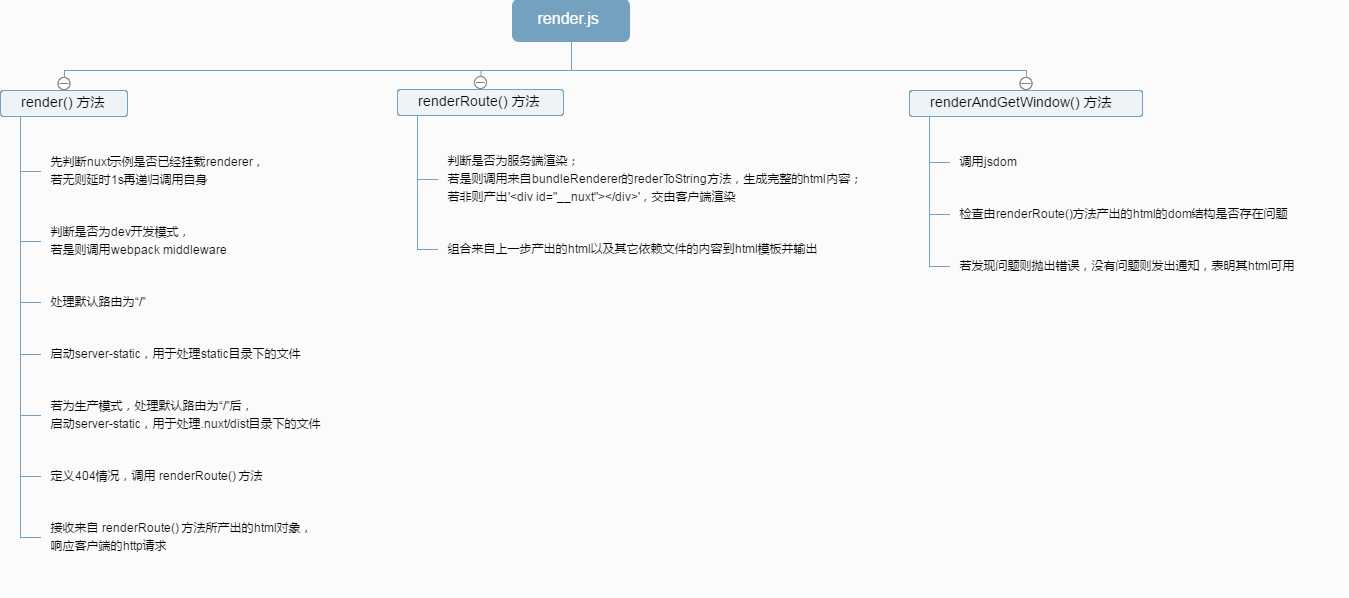 render.js
render() 方法
先判断nuxt示例是否已经挂载renderer，
若无则延时1s再递归调用自身
判断是否为dev开发模式，
若是则调用webpack middleware
处理默认路由为“/”
启动server-static，用于处理static目录下的文件
若为生产模式，处理默认路由为“/”后，
启动server-static，用于处理.nuxt/dist目录下的文件
定义404情况，调用 renderRoute() 方法
接收来自 renderRoute() 方法所产出的html对象，
响应客户端的http请求
renderRoute() 方法
判断是否为服务端渲染；
若是则调用来自bundleRenderer的rederToString方法，生成完整的html内容；
若非则产出'<div id="__nuxt"></div>'，交由客户端渲染
组合来自上一步产出的html以及其它依赖文件的内容到html模板并输出
renderAndGetWindow() 方法
调用jsdom
检查由renderRoute()方法产出的html的dom结构是否存在问题
若发现问题则抛出错误，没有问题则发出通知，表明其html可用